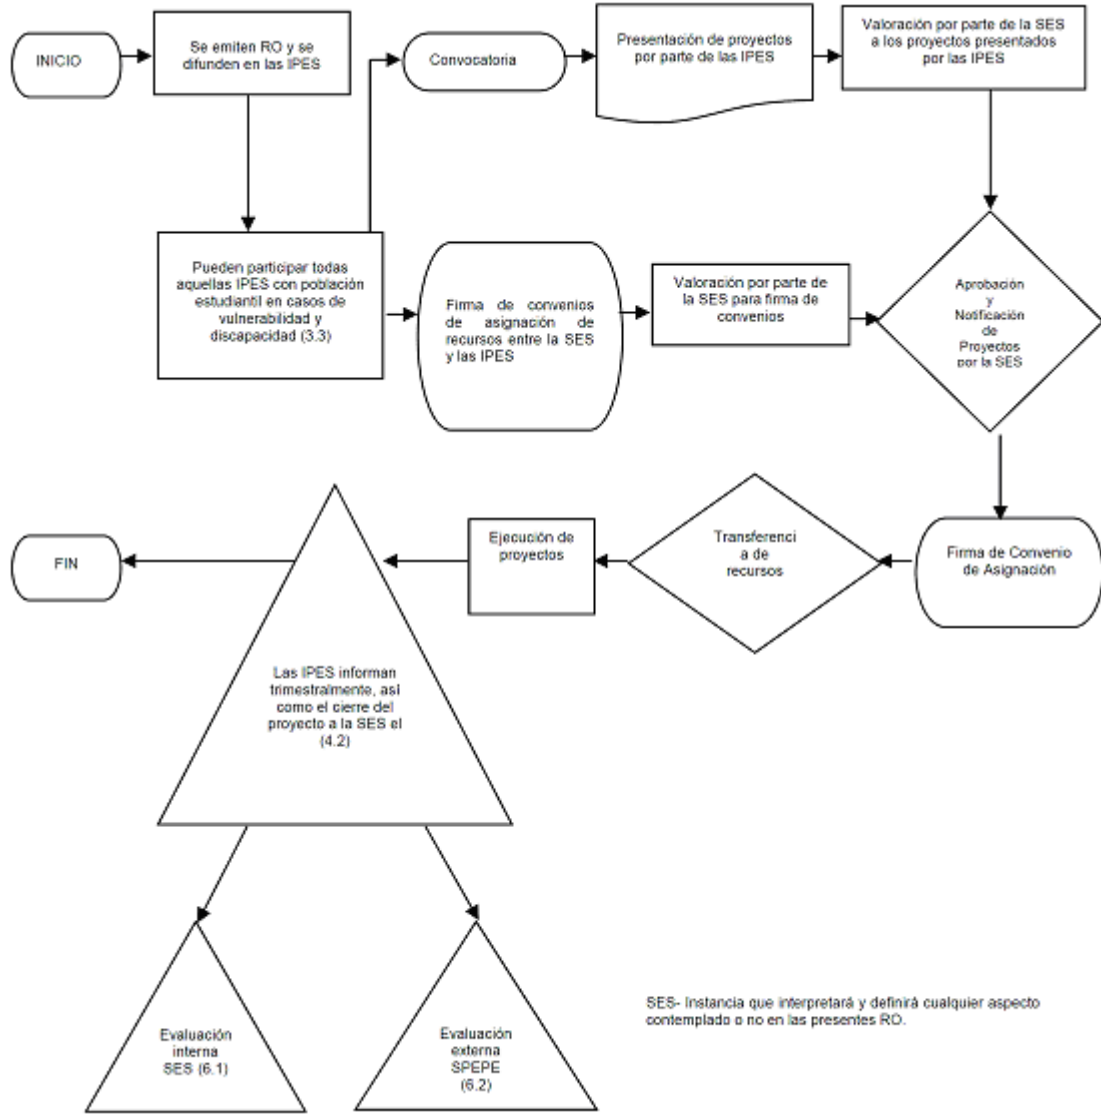 INICIO
Se emiten RO y se
difunden en las IPES
Convocatoria
Presentación de proyectos
por parte de las IPES
Valoración por parte de la SES
a los proyectos presentados
por las IPES
Pueden participar todas
aquellas IPES con población
estudiantil en casos de
vulnerabilidad y
discapacidad (3.3)
Firma de convenios
de asignación de
recursos entre la SES
y las IPES
Valoración por parte de
la SES para firma de
convenios
Aprobación
y
Notificación
de
Proyectos
por la SES
FIN
Ejecución de
proyectos
Transferenci
a de
recursos
Firma de Convenio
de Asignación
Las IPES informan
trimestralmente, así
como el cierre del
proyecto a la SES el
(4.2)
Evaluación
interna
SES (6.1)
Evaluación
externa
SPEPE
(6.2)
SES- Instancia que interpretará y definirá cualquier aspecto
contemplado o no en las presentes RO.